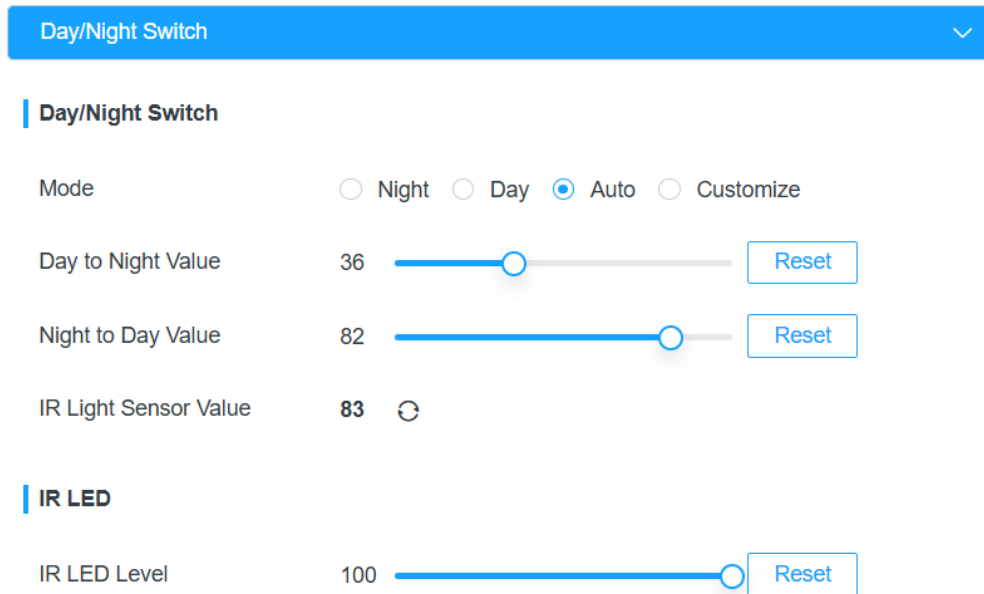 Day/Night Switch
Day/Night Switch
Mode Night Day Auto Customize
Day to Night Value 36 Reset
Night to Day Value 82 Reset
IR Light Sensor Value 83
IR LED
IR LED Level 100 Reset